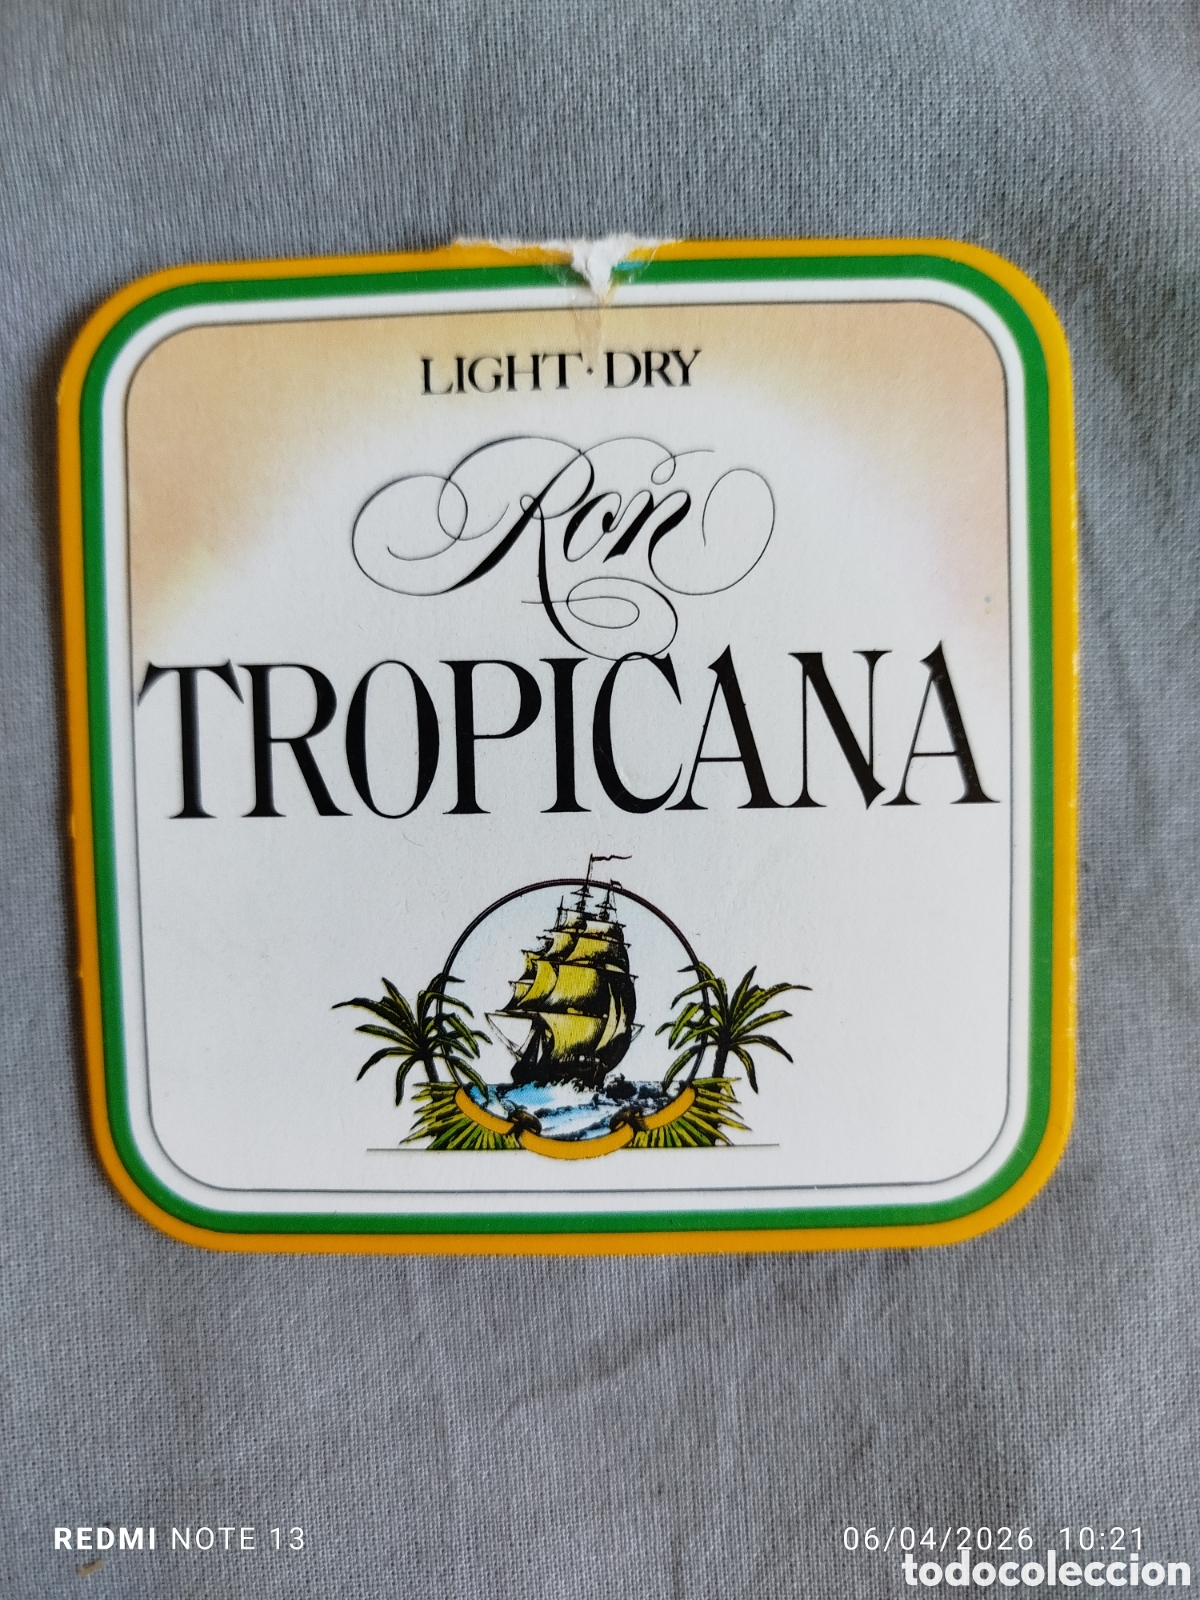 LIGHT·DRY
Ron
TROPICANA
REDMI NOTE 13
06/04/2026 10:21
todocoleccion